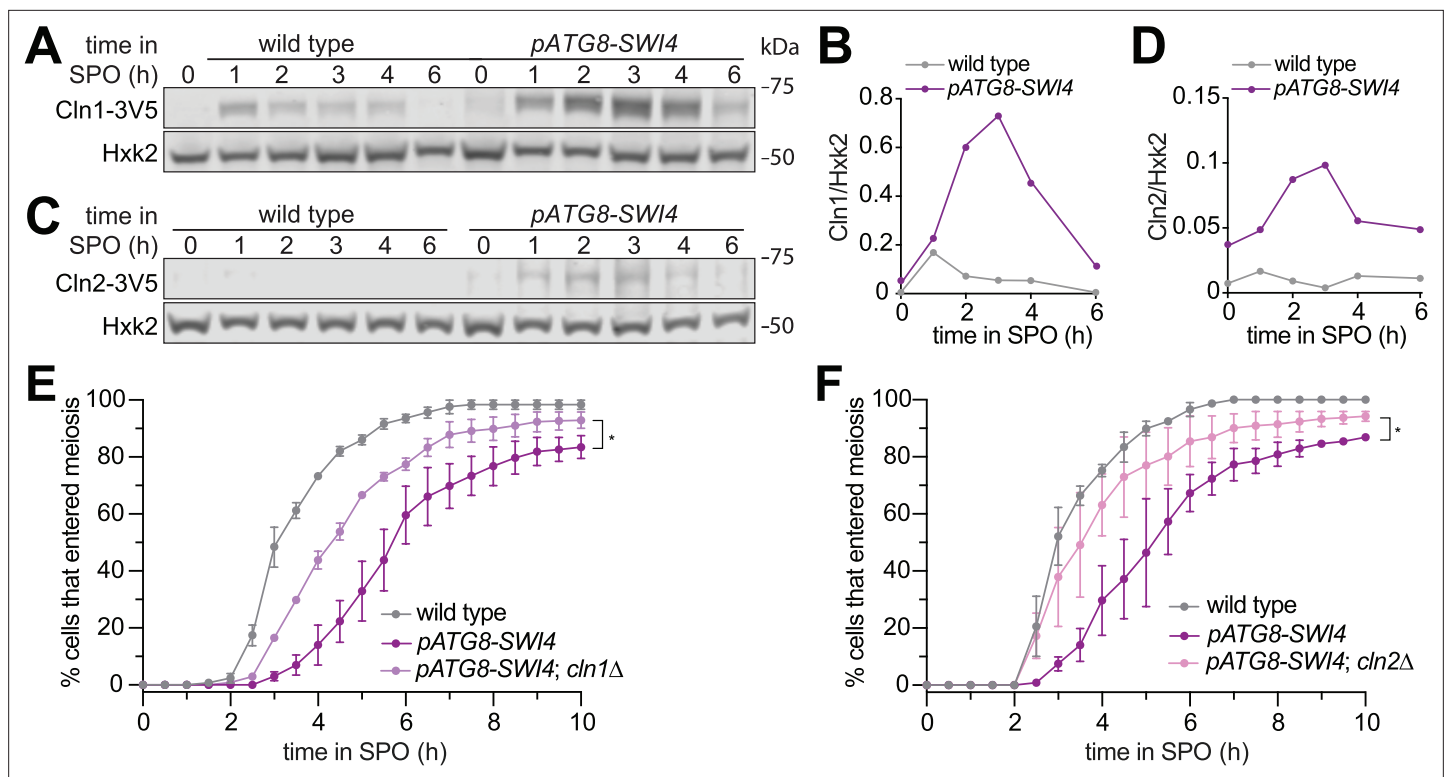 A
time in SPO (h)
wild type
pATG8-SWI4
kDa
0 1 2 3 4 6 0 1 2 3 4 6
Cln1-3V5
-75
Hxk2
-50
B
wild type
pATG8-SWI4
Cln1/Hxk2
0.8
0.6
0.4
0.2
0
0 2 4 6
time in SPO (h)
C
time in SPO (h)
wild type
pATG8-SWI4
0 1 2 3 4 6 0 1 2 3 4 6
Cln2-3V5
-75
Hxk2
-50
D
wild type
pATG8-SWI4
Cln2/Hxk2
0.15
0.1
0.05
0
0 2 4 6
time in SPO (h)
E
% cells that entered meiosis
100
80
60
40
20
0
0 2 4 6 8 10
time in SPO (h)
wild type
pATG8-SWI4
pATG8-SWI4; cln1Δ
*
F
% cells that entered meiosis
100
80
60
40
20
0
0 2 4 6 8 10
time in SPO (h)
wild type
pATG8-SWI4
pATG8-SWI4; cln2Δ
*